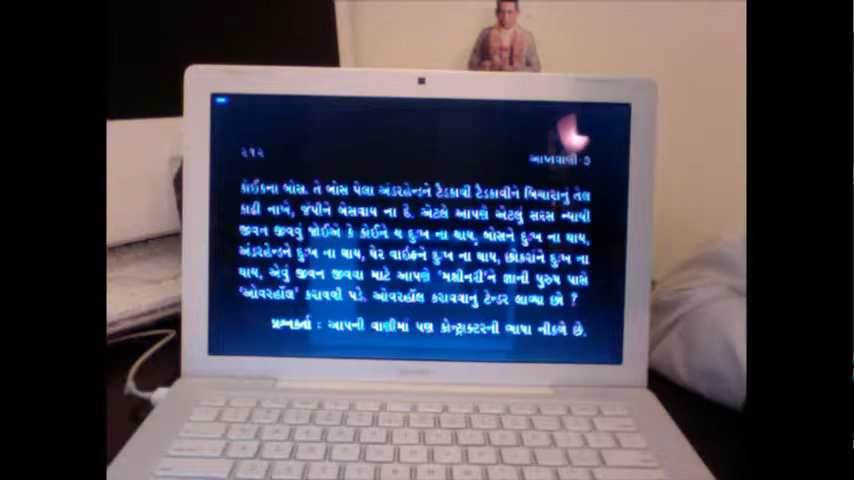 ૨૧૨
આપ્તવાણી-૭
કોઈકના બોસ. તે બોસ પેલા અંડરહેન્ડને ટૈડકાવી ટૈડકાવીને બિચારાનું તેલ
કાઢી નાખે, જંપીને બેસવાય ના દે. એટલે આપણે એટલું સરસ ન્યાયી
જીવન જીવવું જોઈએ કે કોઈને ય દુઃખ ના થાય, બોસને દુઃખ ના થાય,
અંડરહેન્ડને દુઃખ ના થાય, ઘેર વાઈફને દુઃખ ના થાય, છોકરાંને દુઃખ ના
થાય, એવું જીવન જીવવા માટે આપણે 'મશીનરી'ને જ્ઞાની પુરુષ પાસે
'ઓવરહૉલ' કરાવવી પડે. ઓવરહૉલ કરાવવાનું ટેન્ડર લાવ્યા છો ?
પ્રશ્નકર્તા : આપની વાણીમાં પણ કોન્ટ્રાક્ટરની ભાષા નીકળે છે.